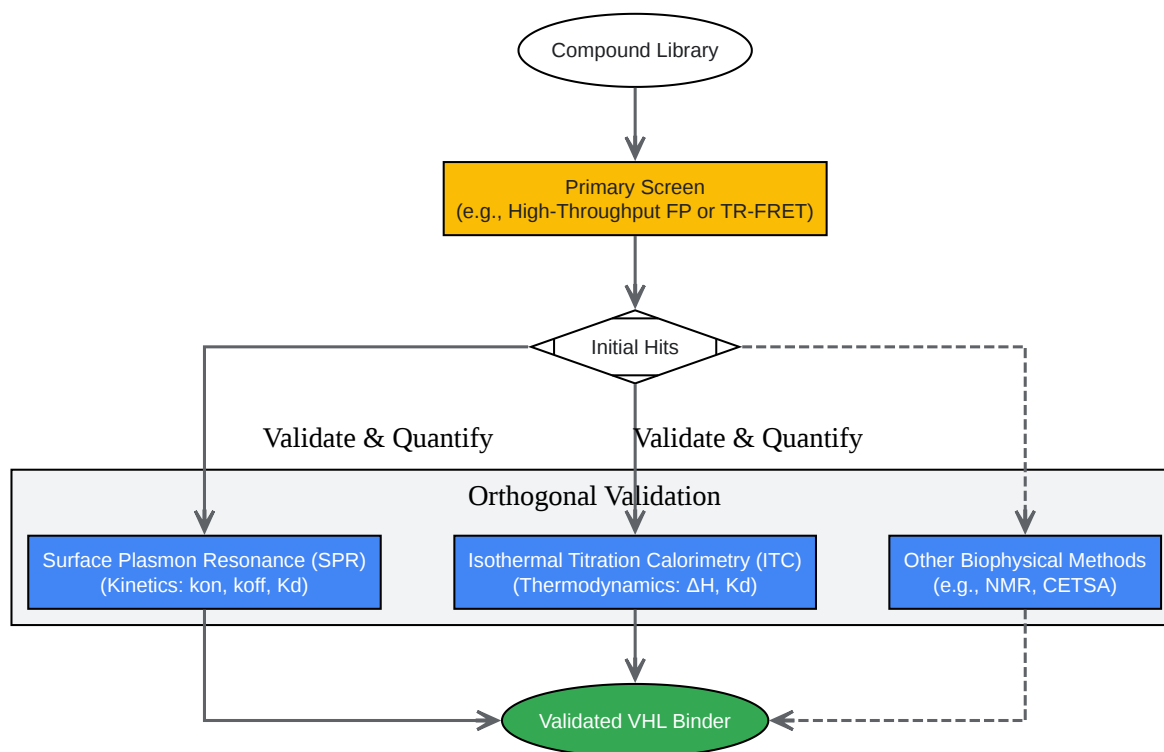 Compound Library
Primary Screen
(e.g., High-Throughput FP or TR-FRET)
Initial Hits
Validate & Quantify
Validate & Quantify
Orthogonal Validation
Surface Plasmon Resonance (SPR)
(Kinetics: kon, koff, Kd)
Isothermal Titration Calorimetry (ITC)
(Thermodynamics: ΔH, Kd)
Other Biophysical Methods
(e.g., NMR, CETSA)
Validated VHL Binder